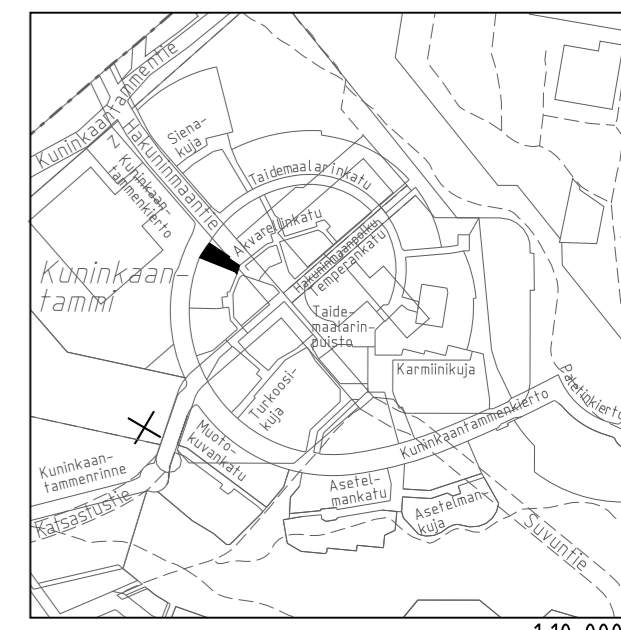 Kuninkaantammentie
Hakuninmaantie
Siena-
kuja
Kuninkaan-
tammenkierto
Taidemaalarinkatu
Akvarellinkatu
Hakuninmaanpolku
Temperankatu
Kuninkaan-
tammi
Taide-
maalarin-
puisto
Karmiinikuja
Turkoosi-
kuja
Paletinkierto
Kuninkaantammenkierto
Muoto-
kuvankatu
Kuninkaan-
tammenrinne
Katsastustie
Asetel-
mankatu
Asetelman-
kuja
Suvuntie